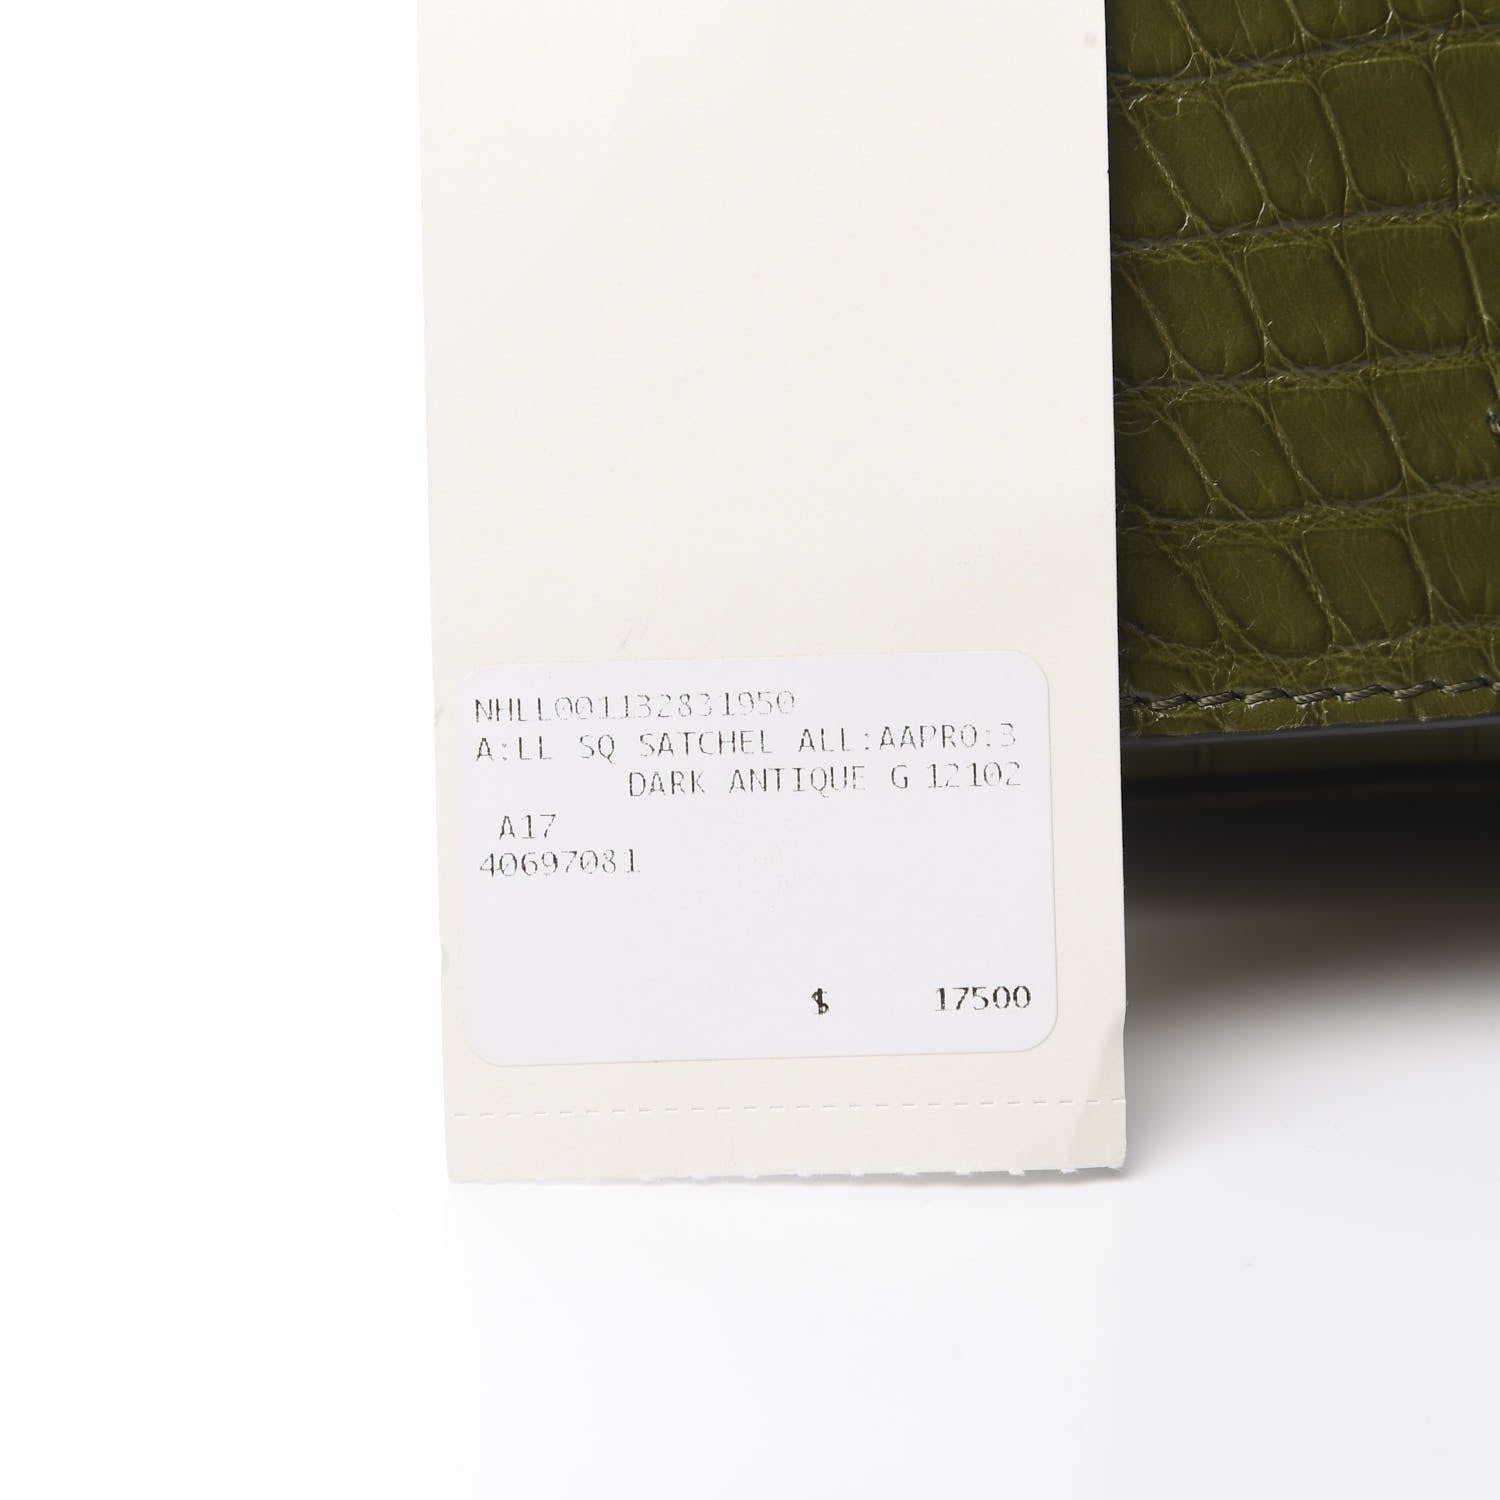 NHLL001132831950
A:LL SQ SATCHEL ALL:AAPRO:3
DARK ANTIQUE G 12102
A17
40697081
$ 17500